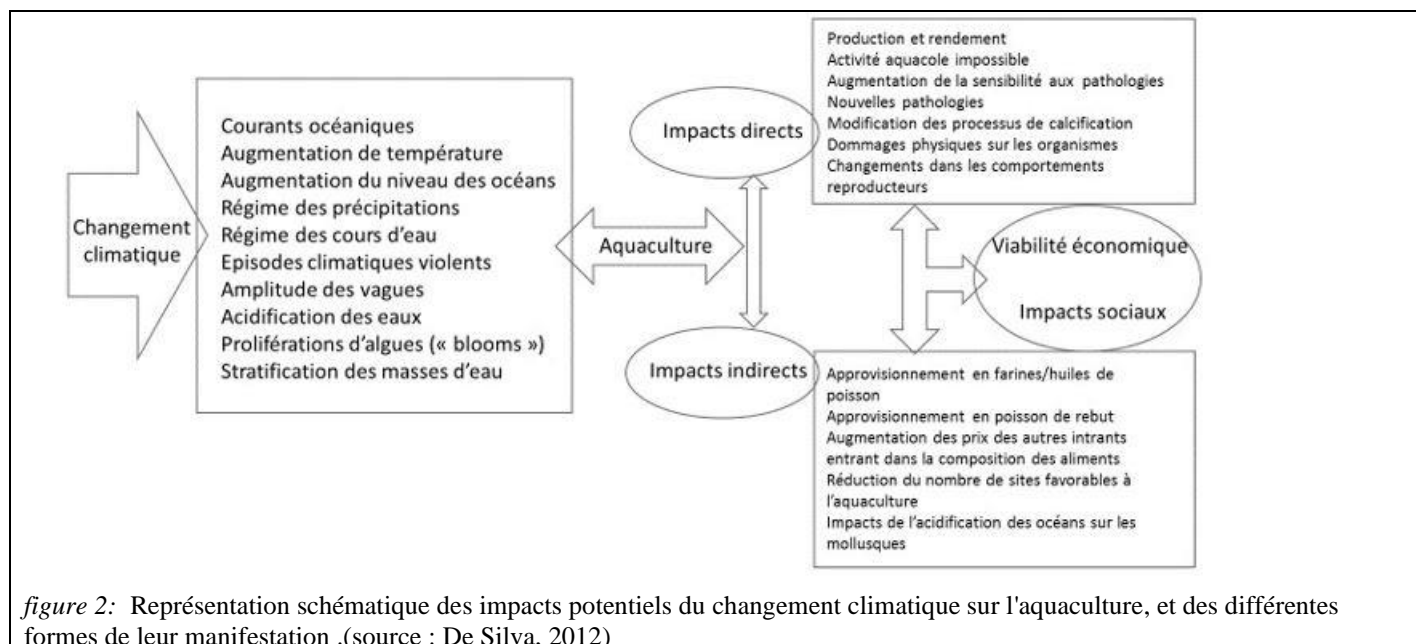 Changement
climatique
Courants océaniques
Augmentation de température
Augmentation du niveau des océans
Régime des précipitations
Régime des cours d'eau
Episodes climatiques violents
Amplitude des vagues
Acidification des eaux
Proliférations d'algues (« blooms »)
Stratification des masses d'eau
Aquaculture
Impacts directs
Impacts indirects
Production et rendement
Activité aquacole impossible
Augmentation de la sensibilité aux pathologies
Nouvelles pathologies
Modification des processus de calcification
Dommages physiques sur les organismes
Changements dans les comportements
reproducteurs
Viabilité économique
Impacts sociaux
Approvisionnement en farines/huiles de
poisson
Approvisionnement en poisson de rebut
Augmentation des prix des autres intrants
entrant dans la composition des aliments
Réduction du nombre de sites favorables à
l'aquaculture
Impacts de l'acidification des océans sur les
mollusques
figure 2: Représentation schématique des impacts potentiels du changement climatique sur l'aquaculture, et des différentes
formes de leur manifestation .(source : De Silva, 2012)